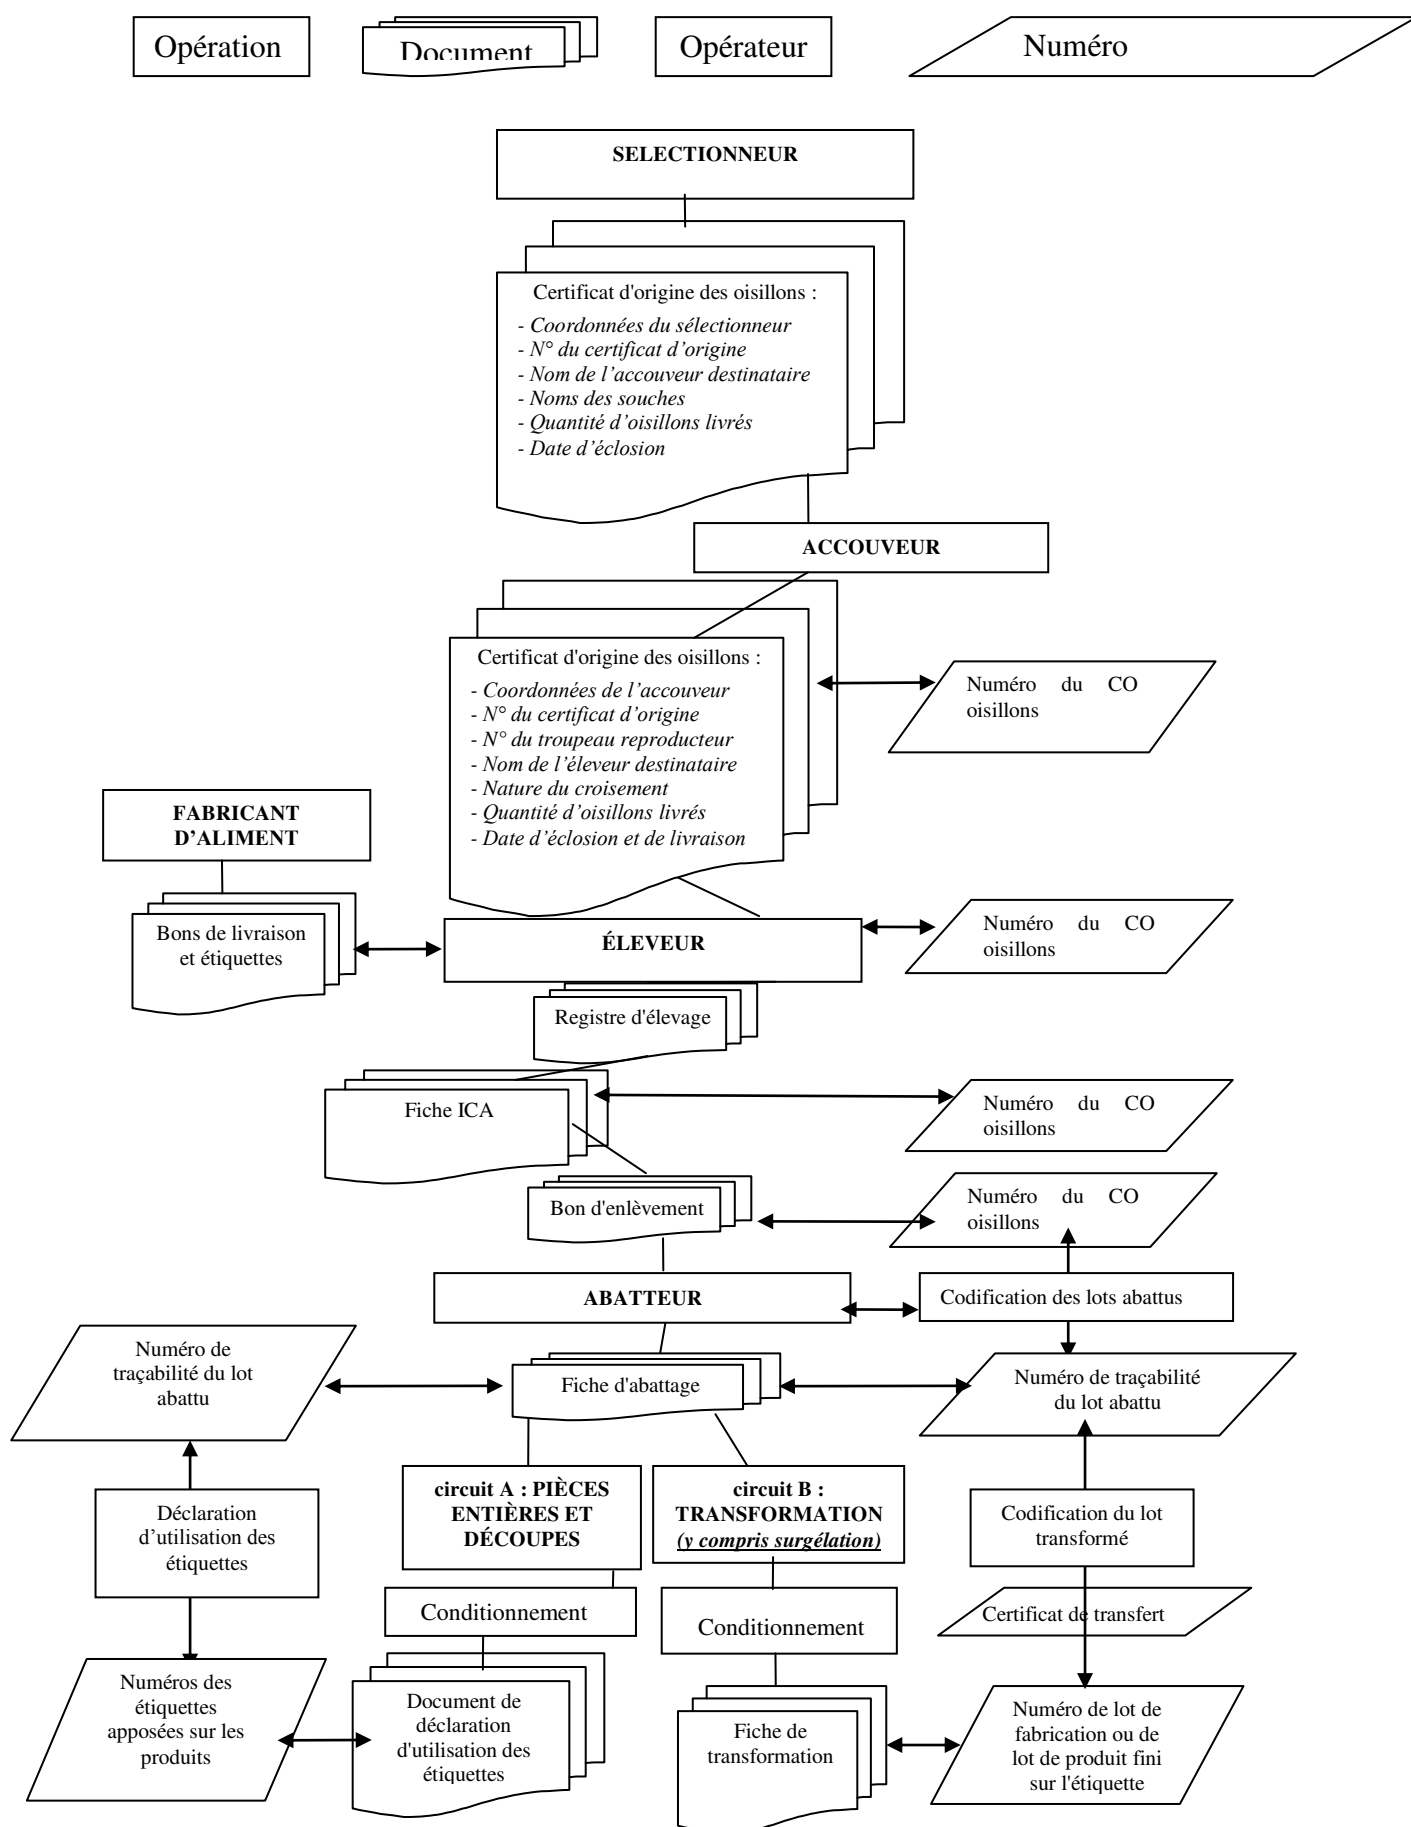 Opération
Document
Opérateur
Numéro
SELECTIONNEUR
Certificat d'origine des oisillons :
- Coordonnées du sélectionneur
- N° du certificat d’origine
- Nom de l’accouveur destinataire
- Noms des souches
- Quantité d’oisillons livrés
- Date d’éclosion
ACCOUVEUR
Certificat d'origine des oisillons :
- Coordonnées de l’accouveur
- N° du certificat d’origine
- N° du troupeau reproducteur
- Nom de l’éleveur destinataire
- Nature du croisement
- Quantité d’oisillons livrés
- Date d’éclosion et de livraison
Numéro du CO
oisillons
FABRICANT
D’ALIMENT
Bons de livraison
et étiquettes
ÉLEVEUR
Numéro du CO
oisillons
Registre d'élevage
Fiche ICA
Numéro du CO
oisillons
Bon d'enlèvement
Numéro du CO
oisillons
ABATTEUR
Codification des lots abattus
Numéro de
traçabilité du lot
abattu
Fiche d'abattage
Numéro de traçabilité
du lot abattu
Déclaration
d’utilisation des
étiquettes
circuit A : PIÈCES
ENTIÈRES ET
DÉCOUPES
circuit B :
TRANSFORMATION
(y compris surgélation)
Codification du lot
transformé
Conditionnement
Conditionnement
Certificat de transfert
Numéros des
étiquettes
apposées sur les
produits
Document de
déclaration
d'utilisation des
étiquettes
Fiche de
transformation
Numéro de lot de
fabrication ou de
lot de produit fini
sur l'étiquette